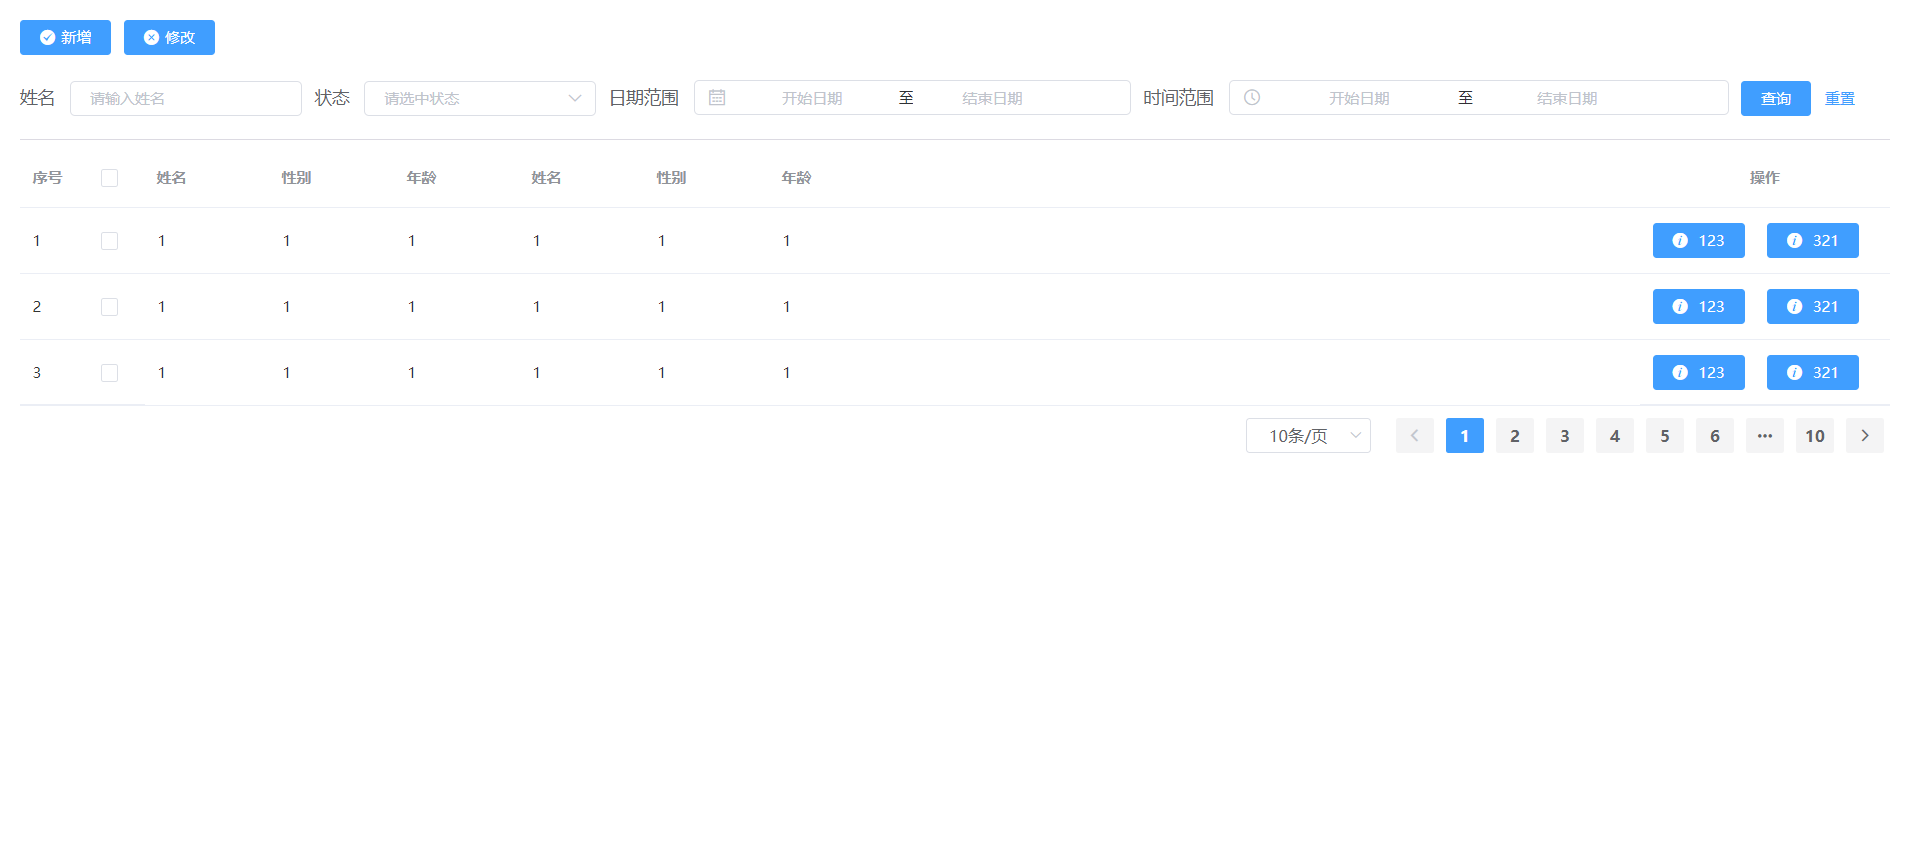 新增 修改
姓名 请输入姓名 状态 请选中状态 日期范围 开始日期 至 结束日期 时间范围 开始日期 至 结束日期 查询 重置
序号 姓名 性别 年龄 姓名 性别 年龄 操作
1 1 1 1 1 1 1 123 321
2 1 1 1 1 1 1 123 321
3 1 1 1 1 1 1 123 321
10条/页 1 2 3 4 5 6 ••• 10